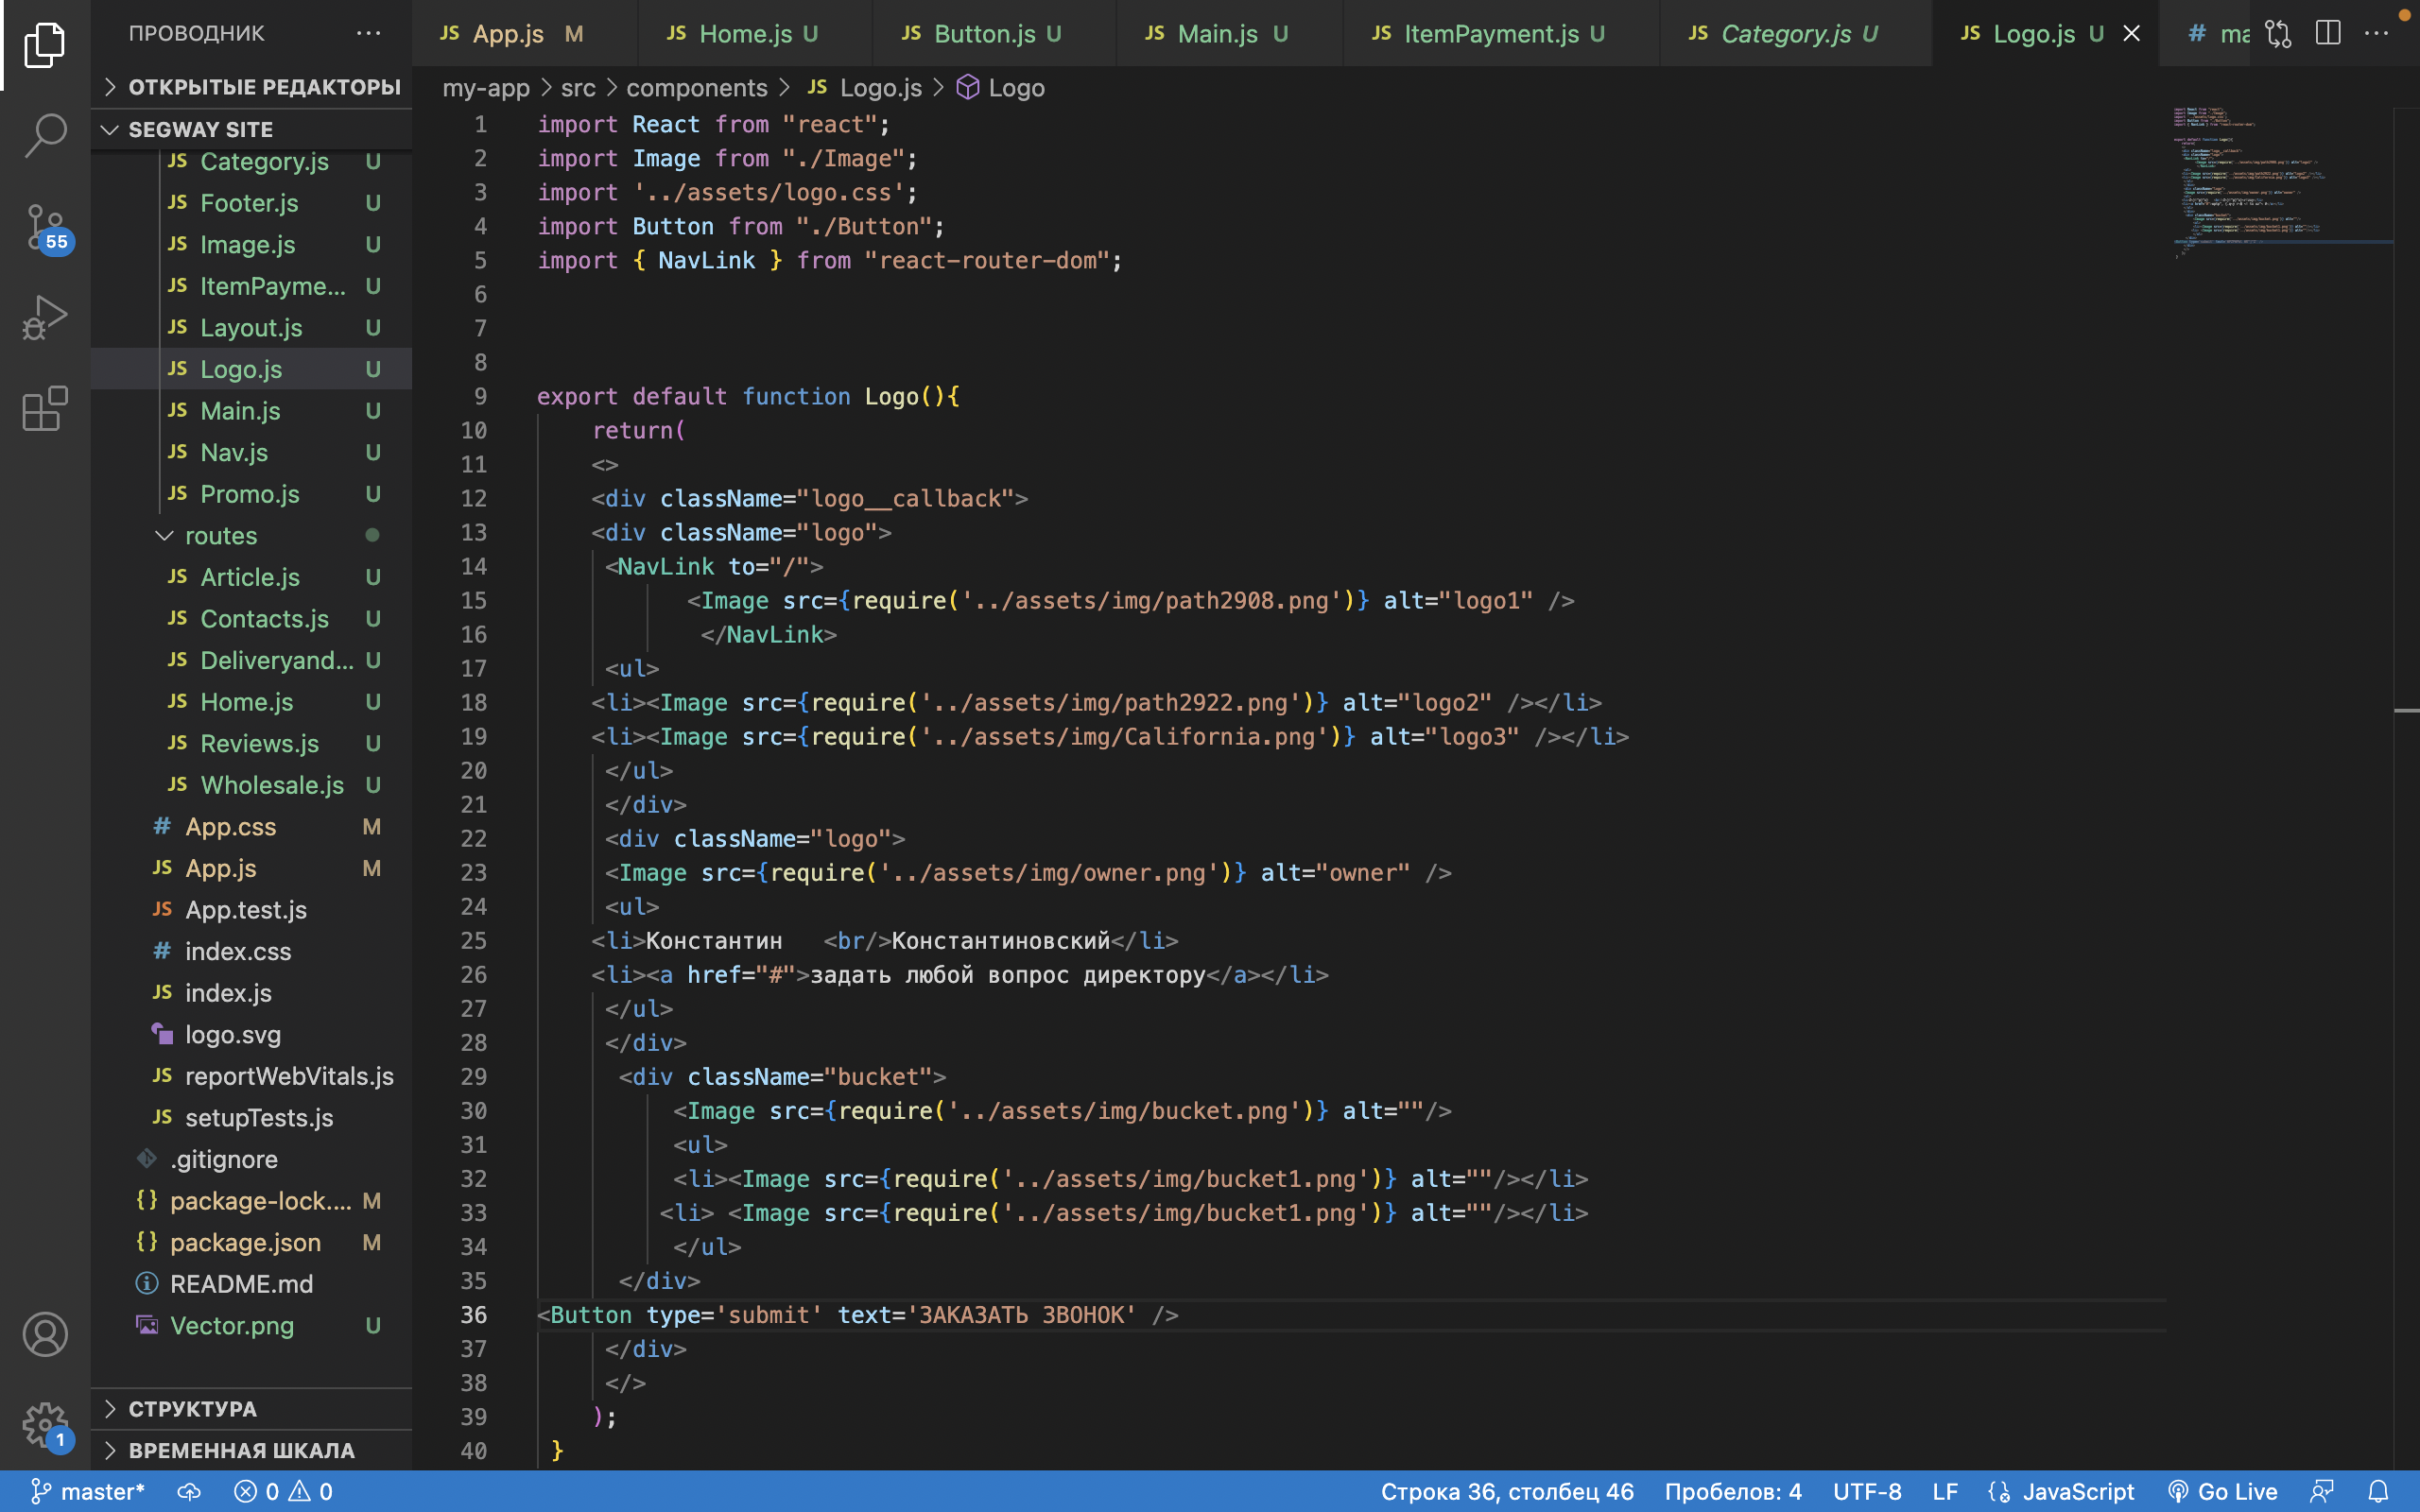 ПРОВОДНИК
ОТКРЫТЫЕ РЕДАКТОРЫ
SEGWAY SITE
JS Category.js U
JS Footer.js U
JS Image.js U
JS ItemPayme... U
JS Layout.js U
JS Logo.js U
JS Main.js U
JS Nav.js U
JS Promo.js U
routes
JS Article.js U
JS Contacts.js U
JS Deliveryand... U
JS Home.js U
JS Reviews.js U
JS Wholesale.js U
# App.css M
JS App.js M
JS App.test.js
# index.css
JS index.js
logo.svg
JS reportWebVitals.js
JS setupTests.js
.gitignore
{} package-lock.... M
{} package.json M
README.md
Vector.png U
СТРУКТУРА
ВРЕМЕННАЯ ШКАЛА
55
1
JS App.js M JS Home.js U JS Button.js U JS Main.js U JS ItemPayment.js U JS Category.js U JS Logo.js U # ma
my-app > src > components > JS Logo.js > Logo
1 import React from "react";
2 import Image from "./Image";
3 import '../assets/logo.css';
4 import Button from "./Button";
5 import { NavLink } from "react-router-dom";
6
7
8
9 export default function Logo(){
10 return(
11 <>
12 <div className="logo__callback">
13 <div className="logo">
14 <NavLink to="/">
15 <Image src={require('../assets/img/path2908.png')} alt="logo1" />
16 </NavLink>
17 <ul>
18 <li><Image src={require('../assets/img/path2922.png')} alt="logo2" /></li>
19 <li><Image src={require('../assets/img/California.png')} alt="logo3" /></li>
20 </ul>
21 </div>
22 <div className="logo">
23 <Image src={require('../assets/img/owner.png')} alt="owner" />
24 <ul>
25 <li>Константин   <br/>Константиновский</li>
26 <li><a href="#">задать любой вопрос директору</a></li>
27 </ul>
28 </div>
29 <div className="bucket">
30 <Image src={require('../assets/img/bucket.png')} alt=""/>
31 <ul>
32 <li><Image src={require('../assets/img/bucket1.png')} alt=""/></li>
33 <li> <Image src={require('../assets/img/bucket1.png')} alt=""/></li>
34 </ul>
35 </div>
36 <Button type='submit' text='ЗАКАЗАТЬ ЗВОНОК' />
37 </div>
38 </>
39 );
40 }
master* 0 0 Строка 36, столбец 46 Пробелов: 4 UTF-8 LF JavaScript Go Live